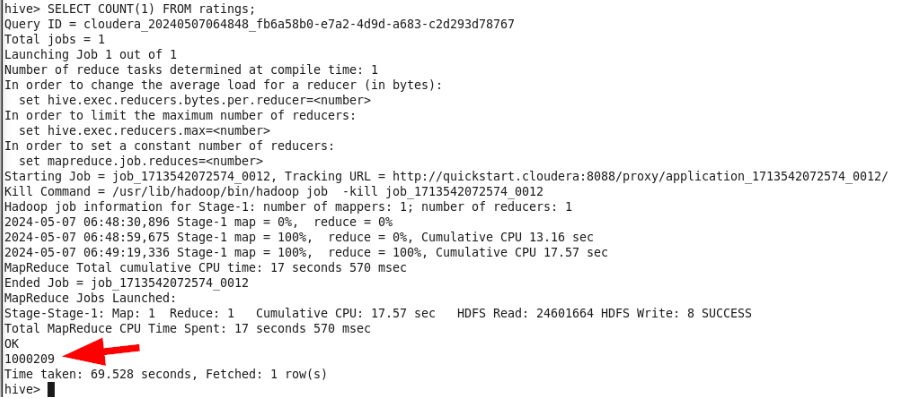 hive> SELECT COUNT(1) FROM ratings;
Query ID = cloudera_20240507064848_fb6a58b0-e7a2-4d9d-a683-c2d293d78767
Total jobs = 1
Launching Job 1 out of 1
Number of reduce tasks determined at compile time: 1
In order to change the average load for a reducer (in bytes):
  set hive.exec.reducers.bytes.per.reducer=<number>
In order to limit the maximum number of reducers:
  set hive.exec.reducers.max=<number>
In order to set a constant number of reducers:
  set mapreduce.job.reduces=<number>
Starting Job = job_1713542072574_0012, Tracking URL = http://quickstart.cloudera:8088/proxy/application_1713542072574_0012/
Kill Command = /usr/lib/hadoop/bin/hadoop job  -kill job_1713542072574_0012
Hadoop job information for Stage-1: number of mappers: 1; number of reducers: 1
2024-05-07 06:48:30,896 Stage-1 map = 0%,  reduce = 0%
2024-05-07 06:48:59,675 Stage-1 map = 100%,  reduce = 0%, Cumulative CPU 13.16 sec
2024-05-07 06:49:19,336 Stage-1 map = 100%,  reduce = 100%, Cumulative CPU 17.57 sec
MapReduce Total cumulative CPU time: 17 seconds 570 msec
Ended Job = job_1713542072574_0012
MapReduce Jobs Launched:
Stage-Stage-1: Map: 1  Reduce: 1   Cumulative CPU: 17.57 sec   HDFS Read: 24601664 HDFS Write: 8 SUCCESS
Total MapReduce CPU Time Spent: 17 seconds 570 msec
OK
1000209
Time taken: 69.528 seconds, Fetched: 1 row(s)
hive>